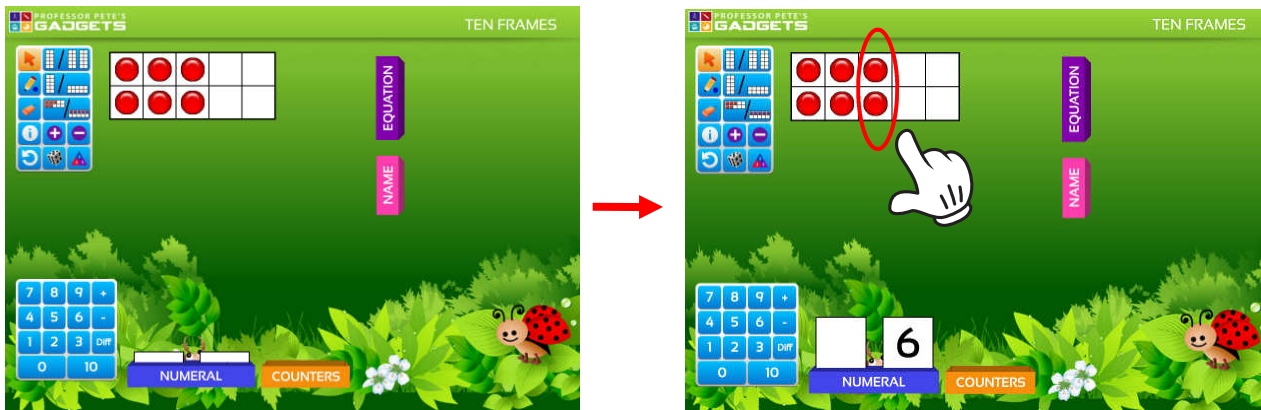 PROFESSOR PETE'S
GADGETS
TEN FRAMES
EQUATION
NAME
7 8 9 +
4 5 6 -
1 2 3 Diff
0 10
NUMERAL
COUNTERS
PROFESSOR PETE'S
GADGETS
TEN FRAMES
EQUATION
NAME
7 8 9 +
4 5 6 -
1 2 3 Diff
0 10
6
NUMERAL
COUNTERS